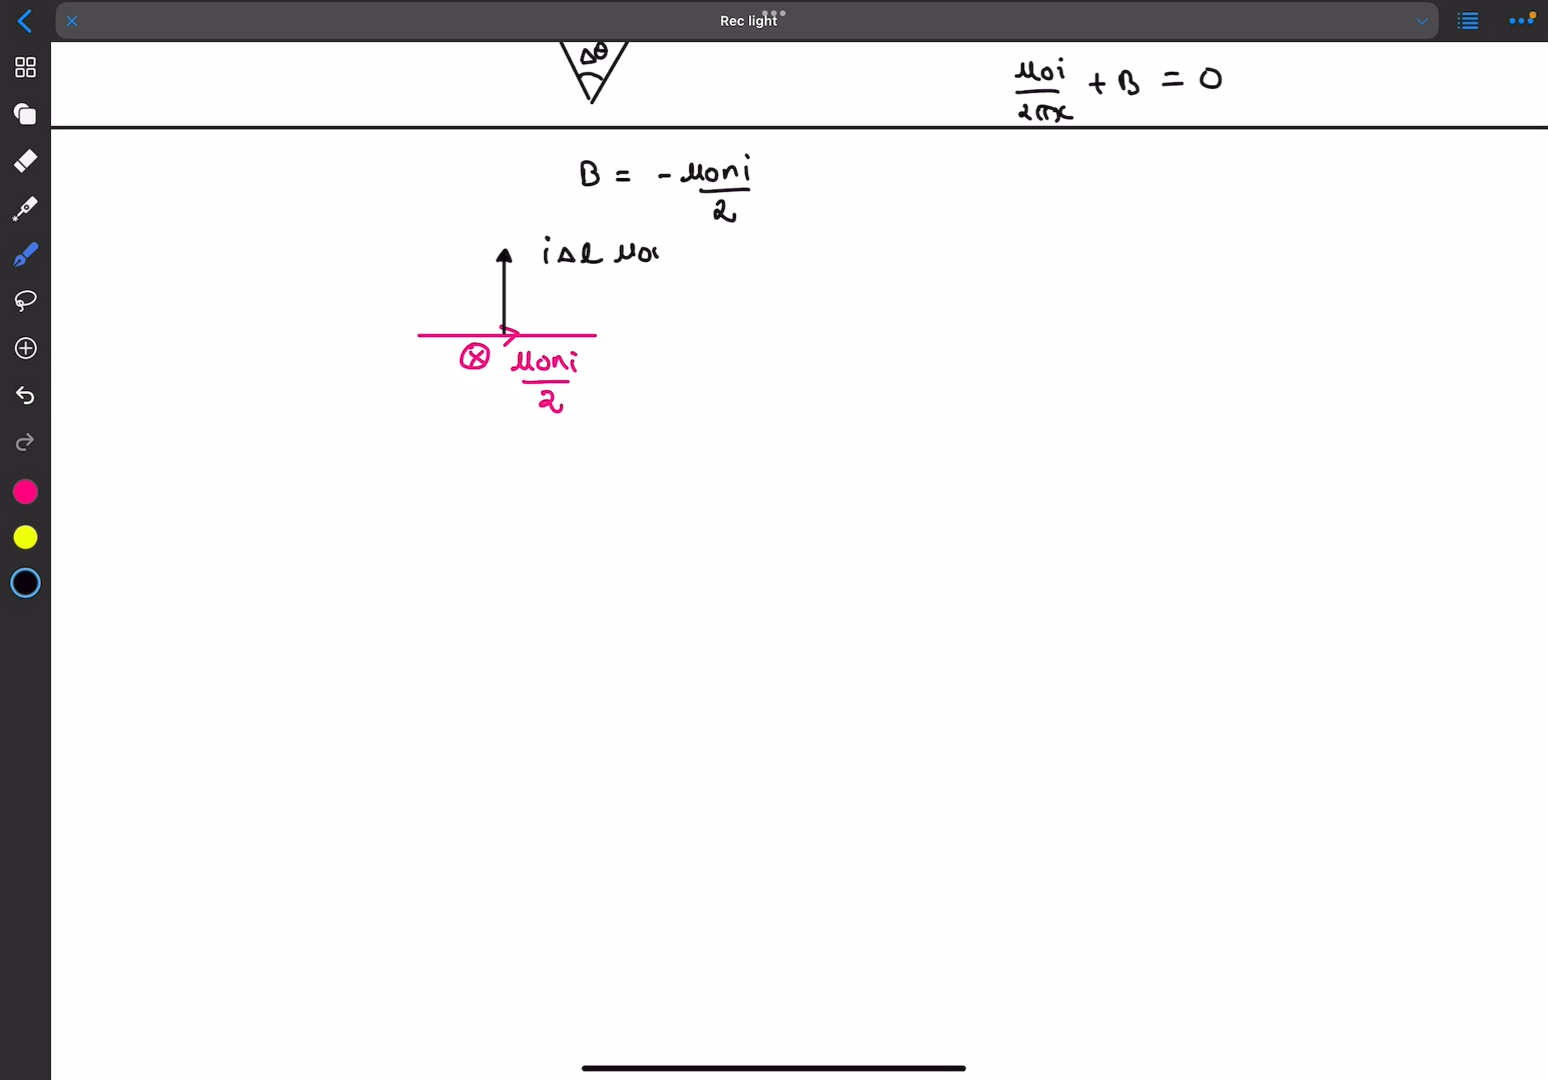 Rec light
Δθ
μ0i/2πx + B = 0
B = - μ0ni/2
iΔl μ0
⊗ μ0ni/2